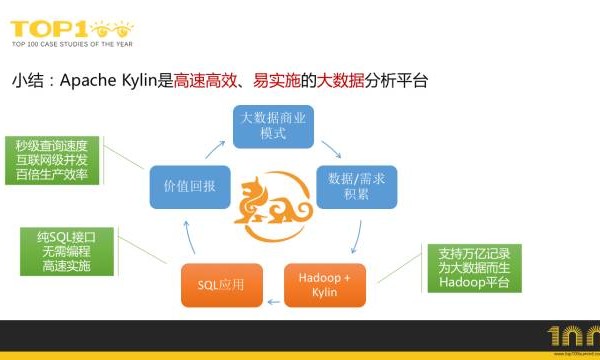 TOP100
TOP 100 CASE STUDIES OF THE YEAR
小结：Apache Kylin是高速高效、易实施的大数据分析平台
大数据商业
模式
秒级查询速度
互联网级并发
百倍生产效率
价值回报
数据/需求
积累
纯SQL接口
无需编程
高速实施
SQL应用
Hadoop +
Kylin
支持万亿记录
为大数据而生
Hadoop平台
100